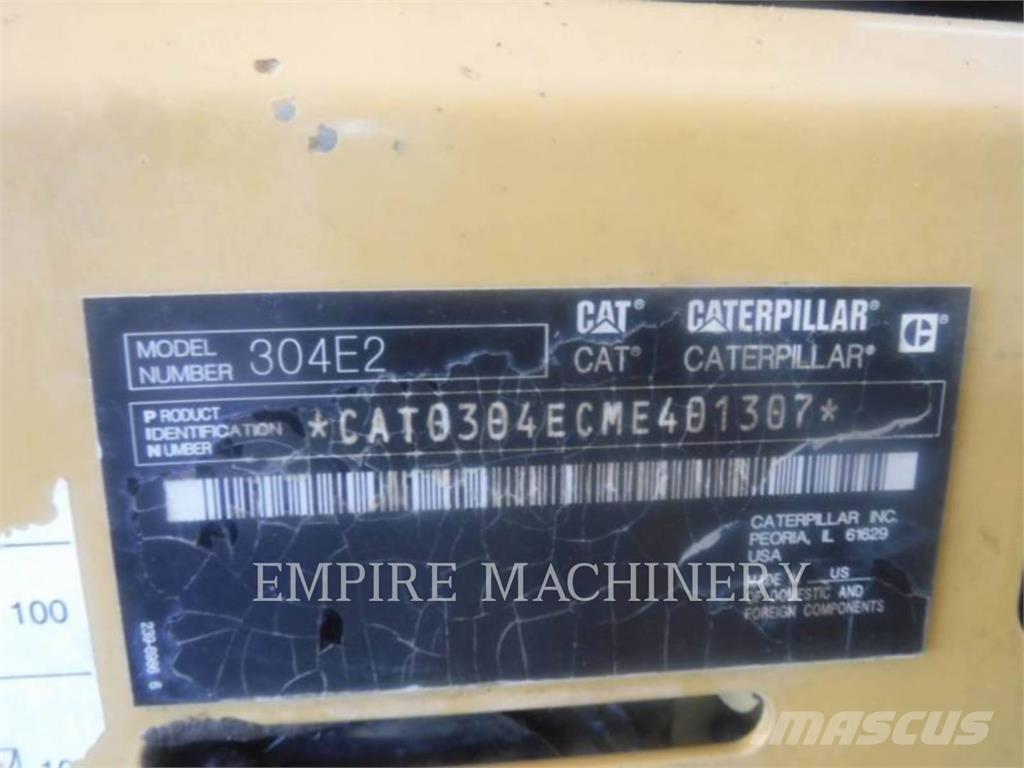 CAT® CATERPILLAR®
CAT® CATERPILLAR®
MODEL NUMBER 304E2
PRODUCT IDENTIFICATION NUMBER *CAT0304ECME401307*
CATERPILLAR INC.
PEORIA, IL 61629
USA
MADE US
DOMESTIC AND
FOREIGN COMPONENTS
EMPIRE MACHINERY
100
MASCUS